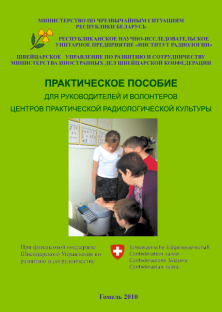 МИНИСТЕРСТВО ПО ЧРЕЗВЫЧАЙНЫМ СИТУАЦИЯМ
РЕСПУБЛИКИ БЕЛАРУСЬ
РЕСПУБЛИКАНСКОЕ НАУЧНО-ИССЛЕДОВАТЕЛЬСКОЕ
УНИТАРНОЕ ПРЕДПРИЯТИЕ «ИНСТИТУТ РАДИОЛОГИИ»
ШВЕЙЦАРСКОЕ УПРАВЛЕНИЕ ПО РАЗВИТИЮ И СОТРУДНИЧЕСТВУ
МИНИСТЕРСТВА ИНОСТРАННЫХ ДЕЛ ШВЕЙЦАРСКОЙ КОНФЕДЕРАЦИИ
ПРАКТИЧЕСКОЕ ПОСОБИЕ
ДЛЯ РУКОВОДИТЕЛЕЙ И ВОЛОНТЕРОВ
ЦЕНТРОВ ПРАКТИЧЕСКОЙ РАДИОЛОГИЧЕСКОЙ КУЛЬТУРЫ
При финансовой поддержке
Швейцарского Управления по
развитию и сотрудничеству
Schweizerische Eidgenossenschaft
Confédération suisse
Confederazione Svizzera
Confederaziun svizra
Гомель 2010